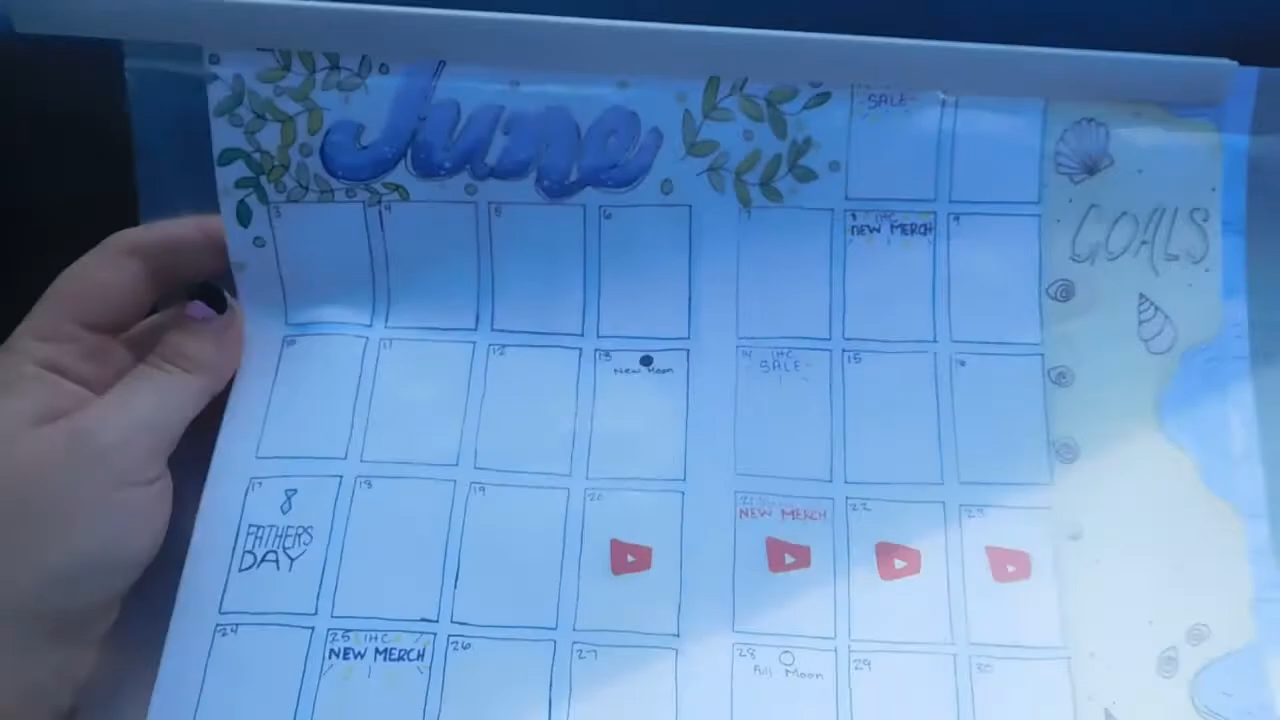 June
SALE
GOALS
3
4
5
6
7
8 IHC
NEW MERCH
9
10
11
12
13
New Moon
14 IHC
SALE
15
16
17
FATHERS
DAY
18
19
20
21
NEW MERCH
22
23
24
25 IHC
NEW MERCH
26
27
28
Full Moon
29
30